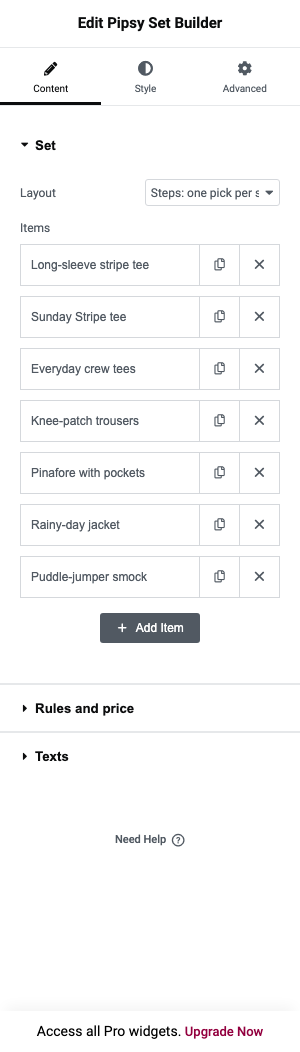 Edit Pipsy Set Builder
Content
Style
Advanced
Set
Layout
Steps: one pick per s
Items
Long-sleeve stripe tee
Sunday Stripe tee
Everyday crew tees
Knee-patch trousers
Pinafore with pockets
Rainy-day jacket
Puddle-jumper smock
+ Add Item
Rules and price
Texts
Need Help ?
Access all Pro widgets. Upgrade Now